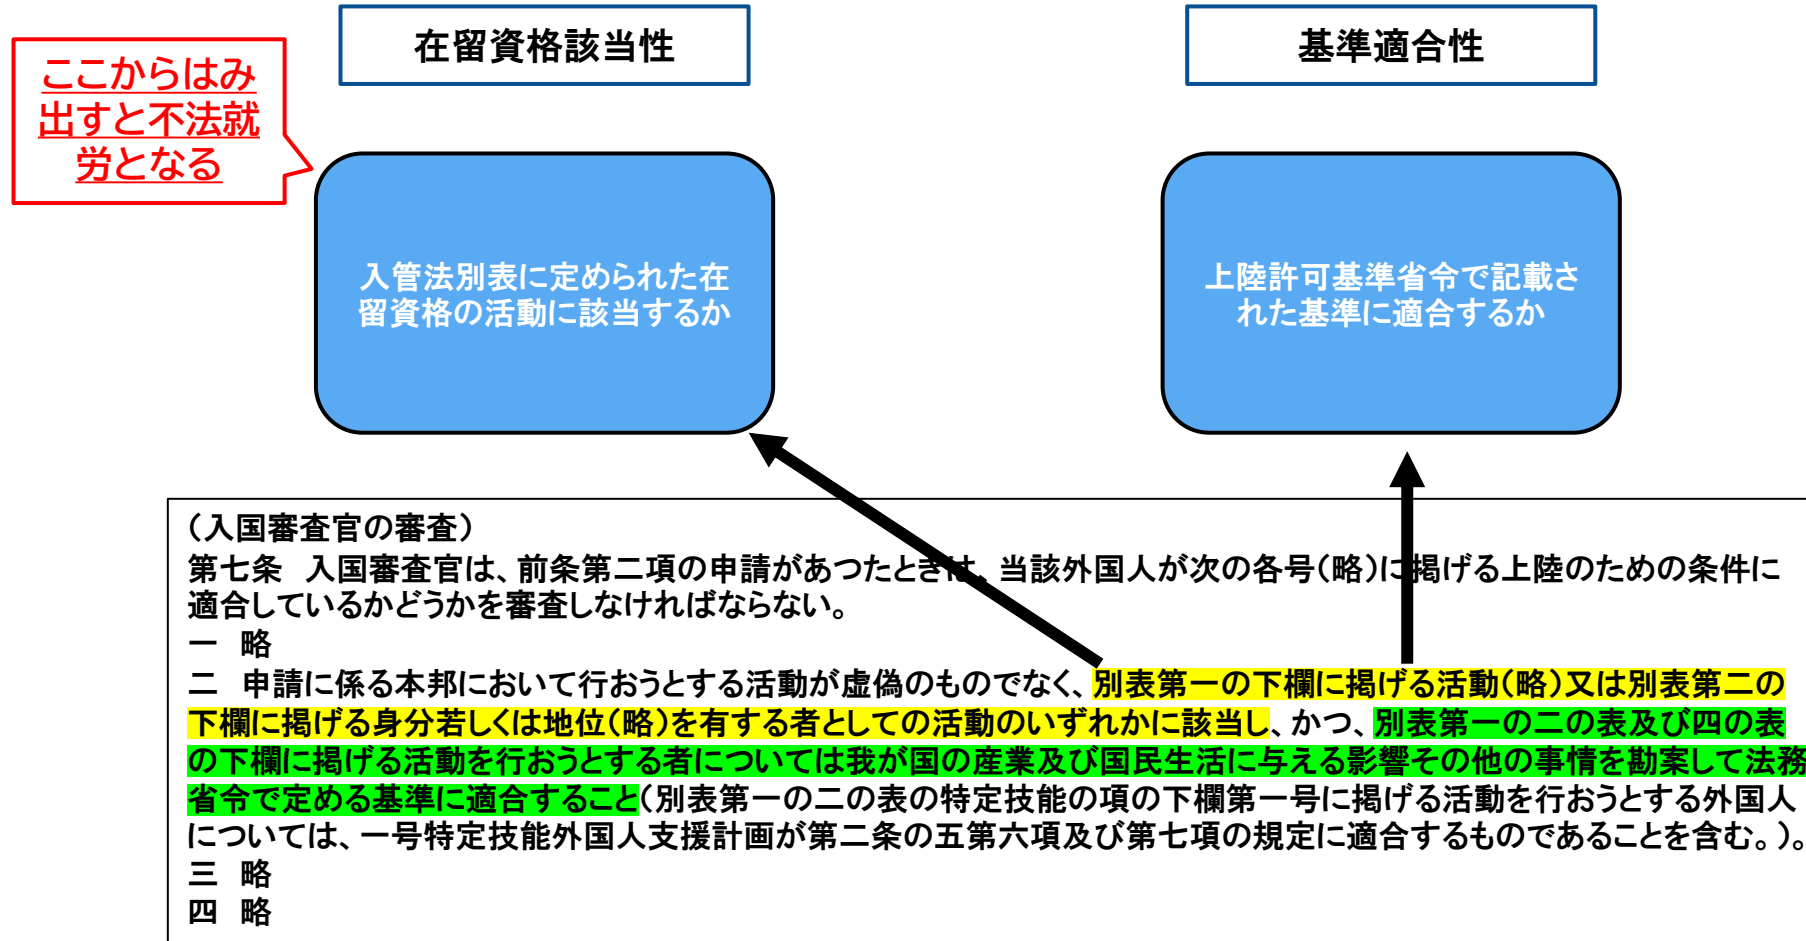 在留資格該当性
基準適合性
ここからはみ
出すと不法就
労となる
入管法別表に定められた在
留資格の活動に該当するか
上陸許可基準省令で記載さ
れた基準に適合するか
（入国審査官の審査）
第七条　入国審査官は、前条第二項の申請があつたときは、当該外国人が次の各号（略）に掲げる上陸のための条件に
適合しているかどうかを審査しなければならない。
一　略
二　申請に係る本邦において行おうとする活動が虚偽のものでなく、別表第一の下欄に掲げる活動（略）又は別表第二の
下欄に掲げる身分若しくは地位（略）を有する者としての活動のいずれかに該当し、かつ、別表第一の二の表及び四の表
の下欄に掲げる活動を行おうとする者については我が国の産業及び国民生活に与える影響その他の事情を勘案して法務
省令で定める基準に適合すること（別表第一の二の表の特定技能の項の下欄第一号に掲げる活動を行おうとする外国人
については、一号特定技能外国人支援計画が第二条の五第六項及び第七項の規定に適合するものであることを含む。）。
三　略
四　略